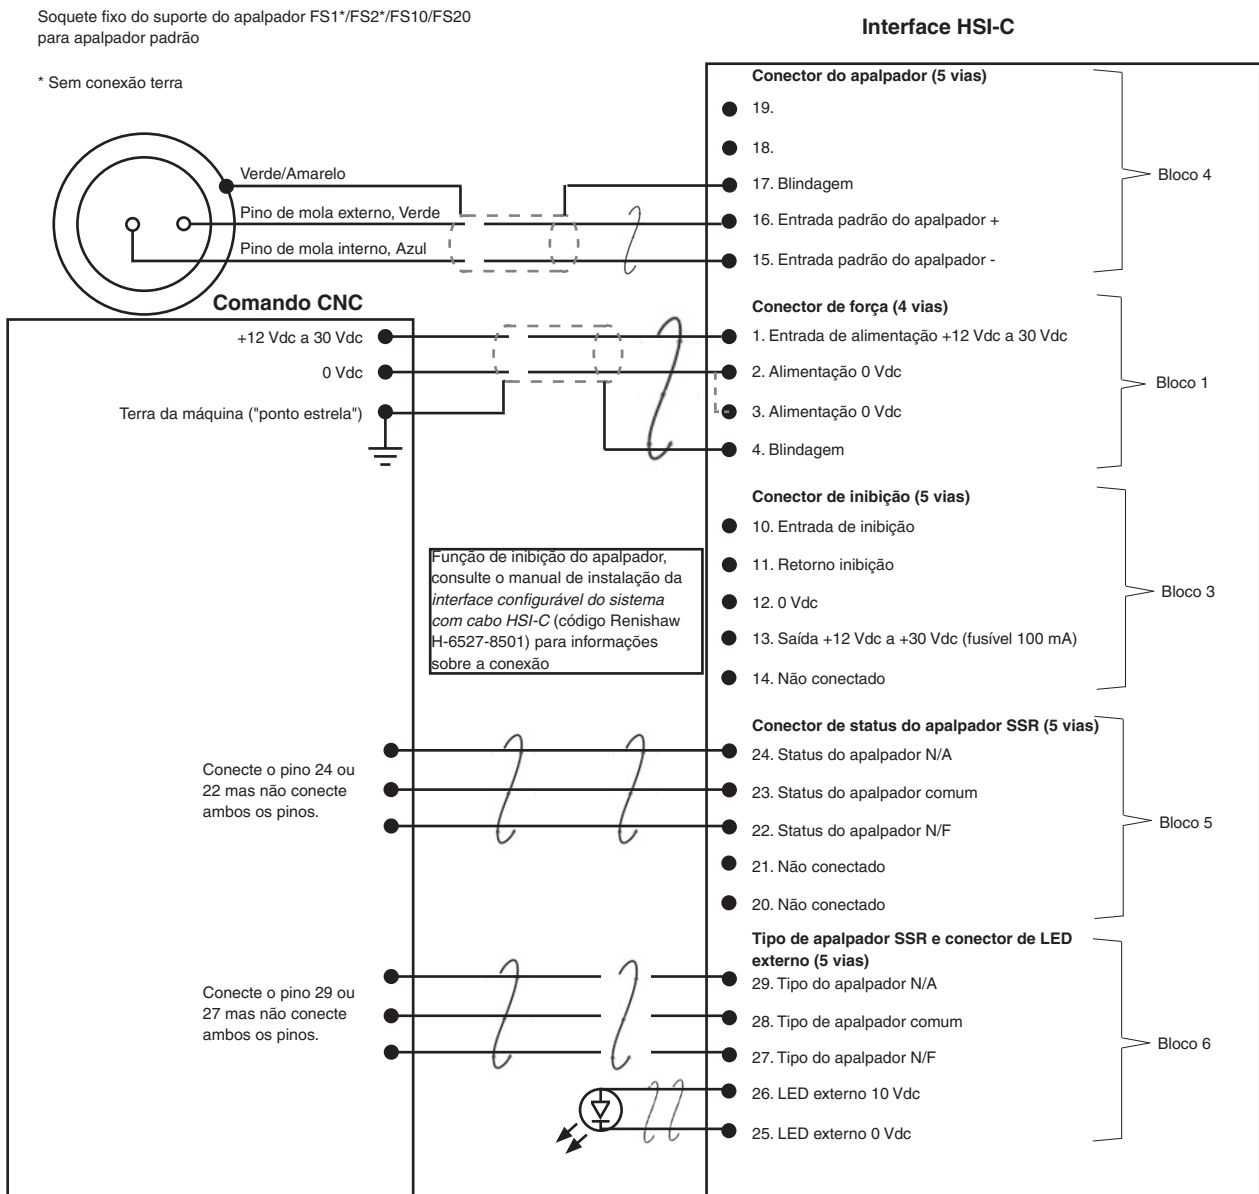 Soquete fixo do suporte do apalpador FS1*/FS2*/FS10/FS20
para apalpador padrão
* Sem conexão terra
Interface HSI-C
Conector do apalpador (5 vias)
19.
18.
17. Blindagem
16. Entrada padrão do apalpador +
15. Entrada padrão do apalpador -
Bloco 4
Verde/Amarelo
Pino de mola externo, Verde
Pino de mola interno, Azul
Comando CNC
+12 Vdc a 30 Vdc
0 Vdc
Terra da máquina ("ponto estrela")
Conector de força (4 vias)
1. Entrada de alimentação +12 Vdc a 30 Vdc
2. Alimentação 0 Vdc
3. Alimentação 0 Vdc
4. Blindagem
Bloco 1
Conector de inibição (5 vias)
10. Entrada de inibição
11. Retorno inibição
12. 0 Vdc
13. Saída +12 Vdc a +30 Vdc (fusível 100 mA)
14. Não conectado
Bloco 3
Função de inibição do apalpador,
consulte o manual de instalação da
interface configurável do sistema
com cabo HSI-C (código Renishaw
H-6527-8501) para informações
sobre a conexão
Conector de status do apalpador SSR (5 vias)
24. Status do apalpador N/A
23. Status do apalpador comum
22. Status do apalpador N/F
21. Não conectado
20. Não conectado
Bloco 5
Conecte o pino 24 ou
22 mas não conecte
ambos os pinos.
Tipo de apalpador SSR e conector de LED
externo (5 vias)
29. Tipo do apalpador N/A
28. Tipo de apalpador comum
27. Tipo do apalpador N/F
26. LED externo 10 Vdc
25. LED externo 0 Vdc
Bloco 6
Conecte o pino 29 ou
27 mas não conecte
ambos os pinos.